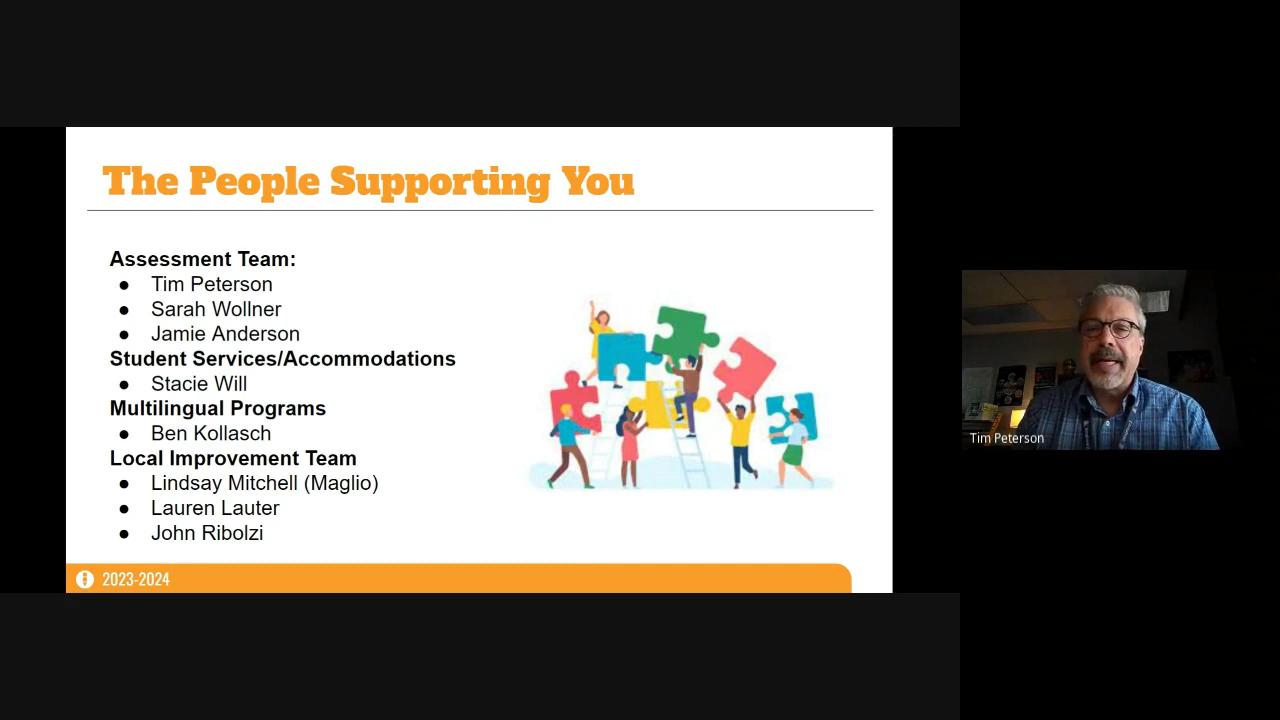 The People Supporting You
Assessment Team:
● Tim Peterson
● Sarah Wollner
● Jamie Anderson
Student Services/Accommodations
● Stacie Will
Multilingual Programs
● Ben Kollasch
Local Improvement Team
● Lindsay Mitchell (Maglio)
● Lauren Lauter
● John Ribolzi
2023-2024
Tim Peterson